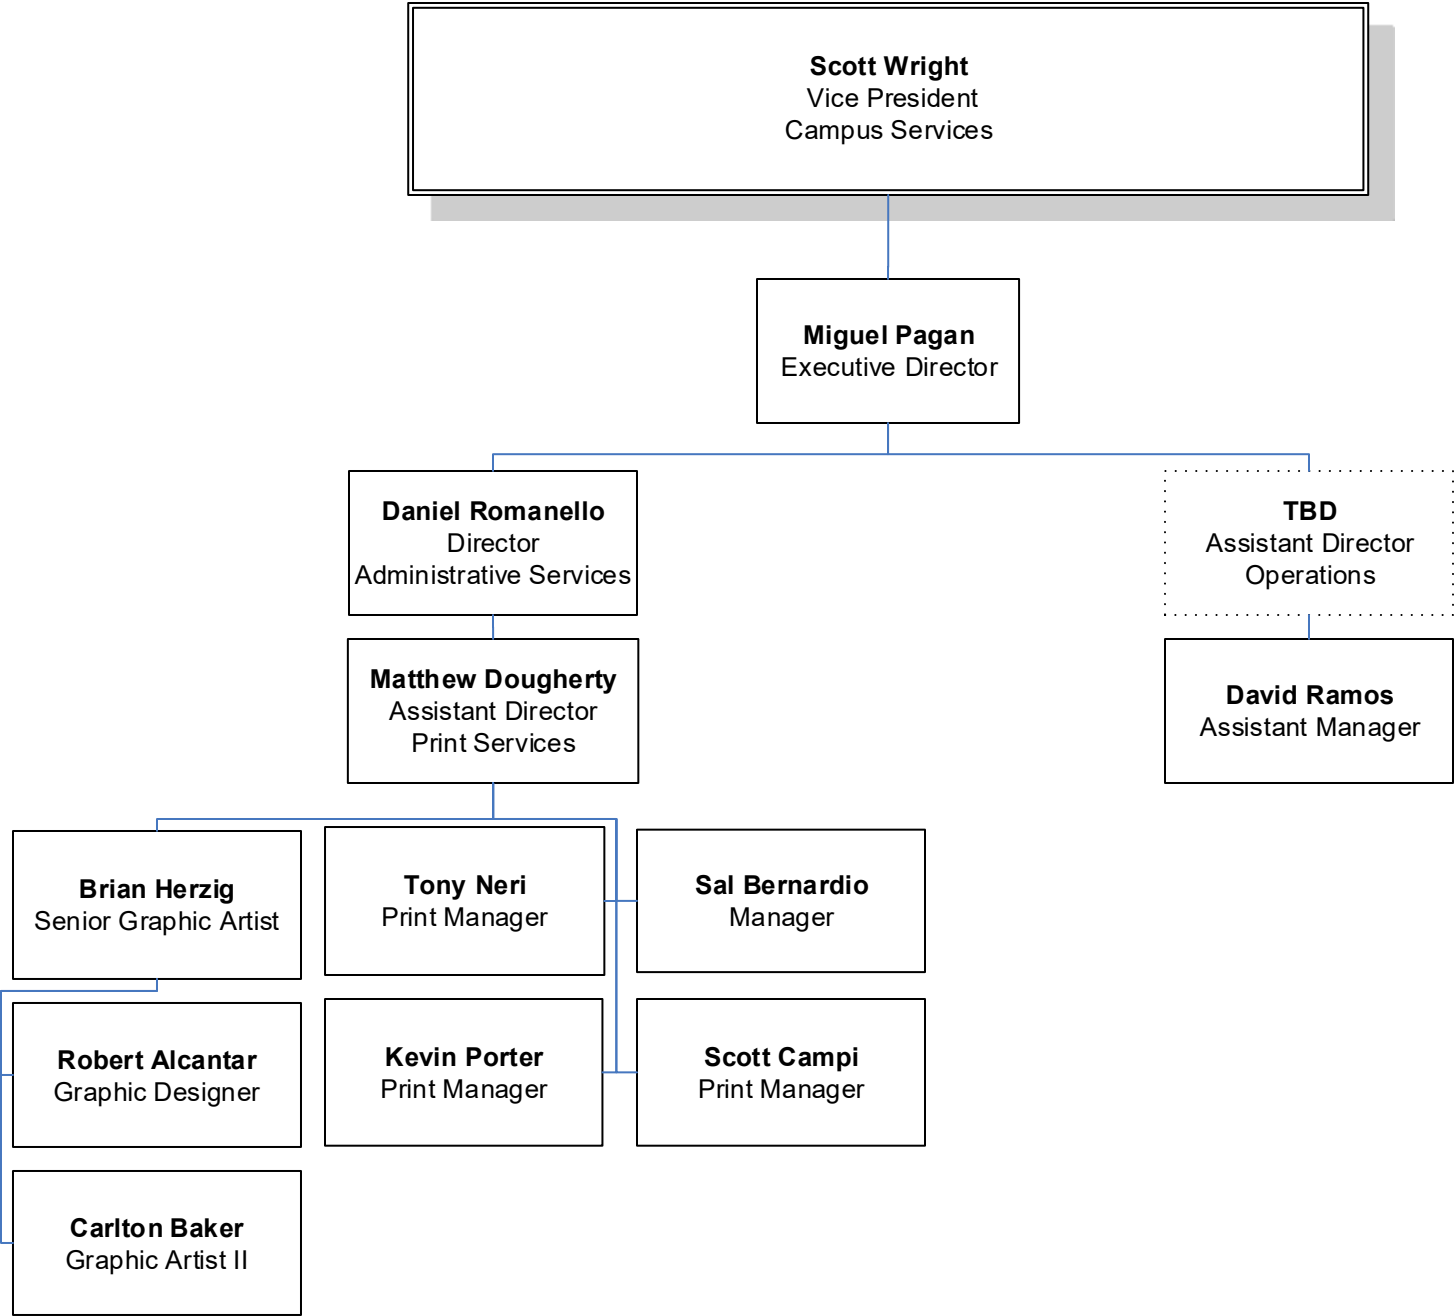 Scott Wright
Vice President
Campus Services
Miguel Pagan
Executive Director
Daniel Romanello
Director
Administrative Services
TBD
Assistant Director
Operations
Matthew Dougherty
Assistant Director
Print Services
David Ramos
Assistant Manager
Brian Herzig
Senior Graphic Artist
Tony Neri
Print Manager
Sal Bernardio
Manager
Robert Alcantar
Graphic Designer
Kevin Porter
Print Manager
Scott Campi
Print Manager
Carlton Baker
Graphic Artist II